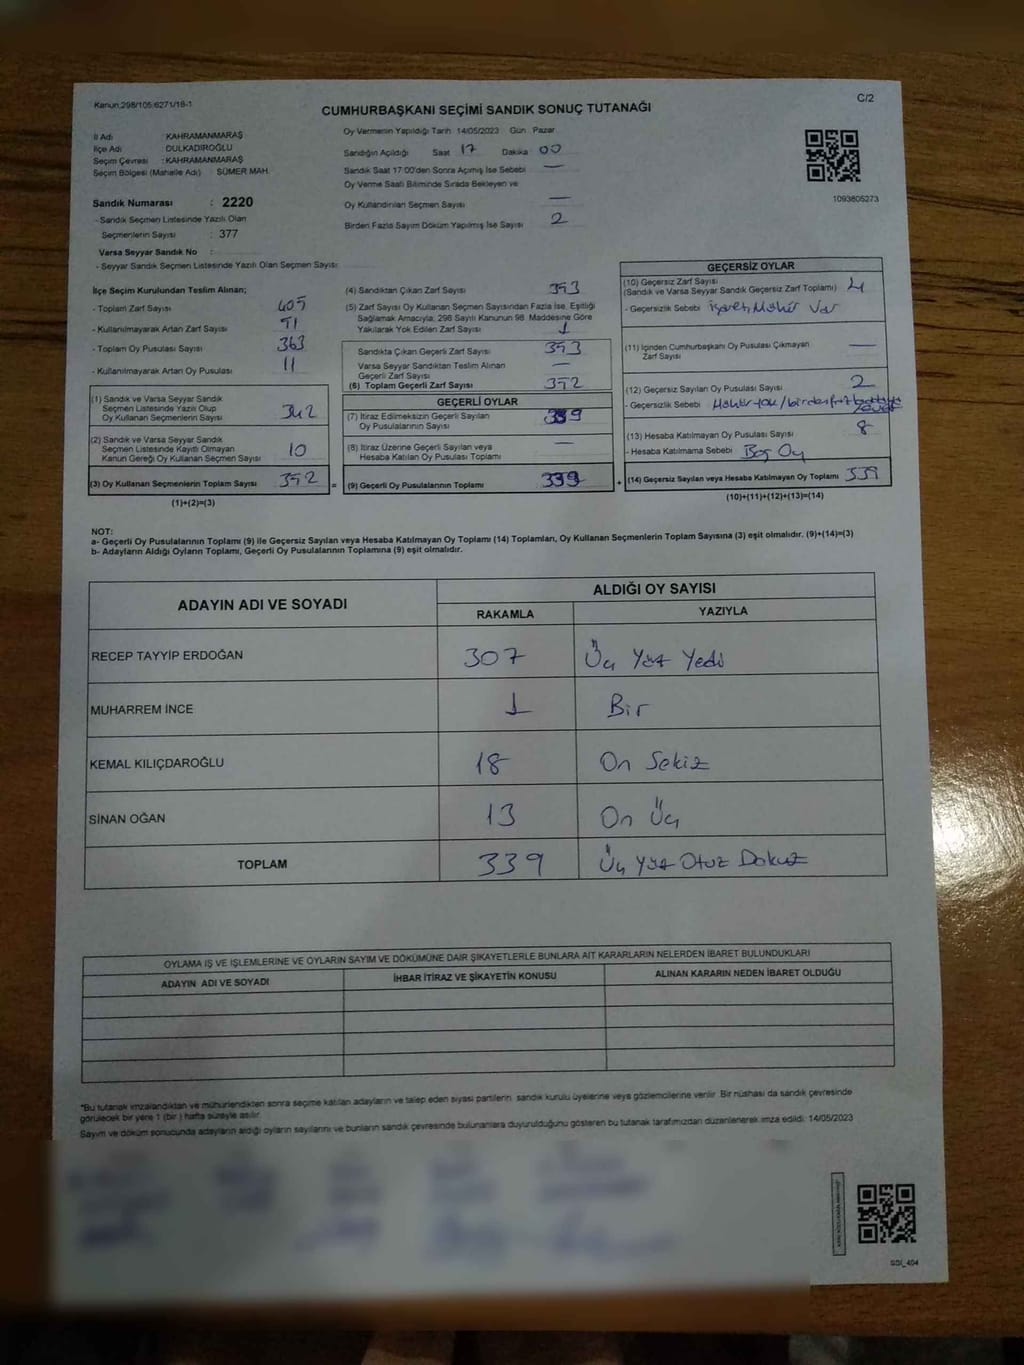 Kanun:298/105;6271/18-1
C/2
CUMHURBAŞKANI SEÇİMİ SANDIK SONUÇ TUTANAĞI
İl Adı : KAHRAMANMARAŞ
İlçe Adı : DULKADİROĞLU
Seçim Çevresi : KAHRAMANMARAŞ
Seçim Bölgesi (Mahalle Adı) : SÜMER MAH.
Sandık Numarası : 2220
- Sandık Seçmen Listesinde Yazılı Olan
Seçmenlerin Sayısı : 377
Varsa Seyyar Sandık No :
- Seyyar Sandık Seçmen Listesinde Yazılı Olan Seçmen Sayısı:
Oy Vermenin Yapıldığı Tarih 14/05/2023 Gün Pazar
Sandığın Açıldığı Saat 17 Dakika 00
Sandık Saat 17:00'den Sonra Açılmış İse Sebebi —
Oy Verme Saati Bitiminde Sırada Bekleyen ve
Oy Kullandırılan Seçmen Sayısı —
Birden Fazla Sayım Döküm Yapılmış İse Sayısı 2
1093805273
İlçe Seçim Kurulundan Teslim Alınan;
- Toplam Zarf Sayısı 405
- Kullanılmayarak Artan Zarf Sayısı 51
- Toplam Oy Pusulası Sayısı 363
- Kullanılmayarak Artan Oy Pusulası 11
(1) Sandık ve Varsa Seyyar Sandık
Seçmen Listesinde Yazılı Olup
Oy Kullanan Seçmenlerin Sayısı 342
(2) Sandık ve Varsa Seyyar Sandık
Seçmen Listesinde Kayıtlı Olmayan
Kanun Gereği Oy Kullanan Seçmen Sayısı 10
(3) Oy Kullanan Seçmenlerin Toplam Sayısı 352 =
(1)+(2)=(3)
(4) Sandıktan Çıkan Zarf Sayısı 353
(5) Zarf Sayısı Oy Kullanan Seçmen Sayısından Fazla İse, Eşitliği
Sağlamak Amacıyla, 298 Sayılı Kanunun 98. Maddesine Göre
Yakılarak Yok Edilen Zarf Sayısı 1
Sandıkta Çıkan Geçerli Zarf Sayısı 353
Varsa Seyyar Sandıktan Teslim Alınan
Geçerli Zarf Sayısı —
(6) Toplam Geçerli Zarf Sayısı 352
GEÇERLİ OYLAR
(7) İtiraz Edilmeksizin Geçerli Sayılan
Oy Pusulalarının Sayısı 339
(8) İtiraz Üzerine Geçerli Sayılan veya
Hesaba Katılan Oy Pusulası Toplamı —
(9) Geçerli Oy Pusulalarının Toplamı 339 +
GEÇERSİZ OYLAR
(10) Geçersiz Zarf Sayısı
(Sandık ve Varsa Seyyar Sandık Geçersiz Zarf Toplamı) 4
- Geçersizlik Sebebi İşaret, Mühür Var
(11) İçinden Cumhurbaşkanı Oy Pusulası Çıkmayan
Zarf Sayısı —
(12) Geçersiz Sayılan Oy Pusulası Sayısı 2
- Geçersizlik Sebebi Mühür yok/birden
(13) Hesaba Katılmayan Oy Pusulası Sayısı 8
- Hesaba Katılmama Sebebi Boş Oy
(14) Geçersiz Sayılan veya Hesaba Katılmayan Oy Toplamı 339
(10)+(11)+(12)+(13)=(14)
NOT:
a- Geçerli Oy Pusulalarının Toplamı (9) ile Geçersiz Sayılan veya Hesaba Katılmayan Oy Toplamı (14) Toplamları, Oy Kullanan Seçmenlerin Toplam Sayısına (3) eşit olmalıdır. (9)+(14)=(3)
b- Adayların Aldığı Oyların Toplamı, Geçerli Oy Pusulalarının Toplamına (9) eşit olmalıdır.
ADAYIN ADI VE SOYADI
ALDIĞI OY SAYISI
RAKAMLA YAZIYLA
RECEP TAYYİP ERDOĞAN 307 Üç Yüz Yedi
MUHARREM İNCE 1 Bir
KEMAL KILIÇDAROĞLU 18 On Sekiz
SİNAN OĞAN 13 On Üç
TOPLAM 339 Üç Yüz Otuz Dokuz
OYLAMA İŞ VE İŞLEMLERİNE VE OYLARIN SAYIM VE DÖKÜMÜNE DAİR ŞİKAYETLERLE BUNLARA AİT KARARLARIN NELERDEN İBARET BULUNDUKLARI
ADAYIN ADI VE SOYADI İHBAR İTİRAZ VE ŞİKAYETİN KONUSU ALINAN KARARIN NEDEN İBARET OLDUĞU
*Bu tutanak imzalandıktan ve mühürlendikten sonra seçime katılan adayların ve talep eden siyasi partilerin sandık kurulu üyelerine veya gözlemcilerine verilir. Bir nüshası da sandık çevresinde
görülecek bir yere 1 (bir) hafta süreyle asılır.
Sayım ve döküm sonucunda adayların aldığı oyların sayılarını ve bunların sandık çevresinde bulunanlara duyurulduğunu gösteren bu tutanak tarafımızdan düzenlenerek imza edildi. 14/05/2023
SSI_404